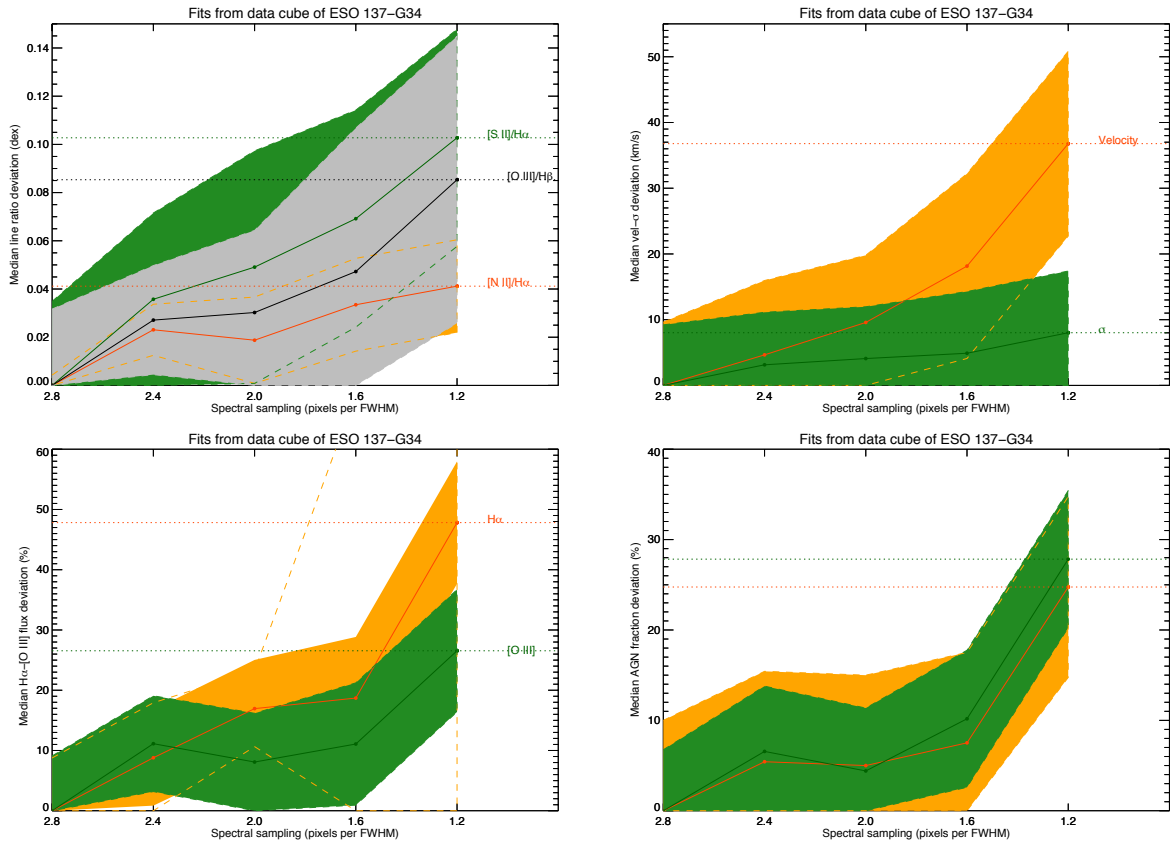 Fits from data cube of ESO 137−G34
Median line ratio deviation (dex)
0.14
0.12
0.10
0.08
0.06
0.04
0.02
0.00
[S II]/Hα
[O III]/Hβ
[N II]/Hα
2.8 2.4 2.0 1.6 1.2
Spectral sampling (pixels per FWHM)
Fits from data cube of ESO 137−G34
Median vel−σ deviation (km/s)
50
40
30
20
10
0
Velocity
σ
2.8 2.4 2.0 1.6 1.2
Spectral sampling (pixels per FWHM)
Fits from data cube of ESO 137−G34
Median Hα−[O III] flux deviation (%)
60
50
40
30
20
10
0
Hα
[O III]
2.8 2.4 2.0 1.6 1.2
Spectral sampling (pixels per FWHM)
Fits from data cube of ESO 137−G34
Median AGN fraction deviation (%)
40
30
20
10
0
2.8 2.4 2.0 1.6 1.2
Spectral sampling (pixels per FWHM)